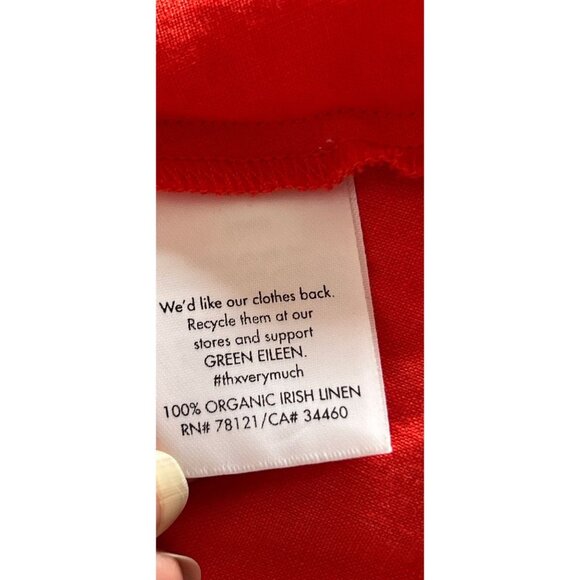 We'd like our clothes back.
Recycle them at our
stores and support
GREEN EILEEN.
#thxverymuch
100% ORGANIC IRISH LINEN
RN# 78121/CA# 34460